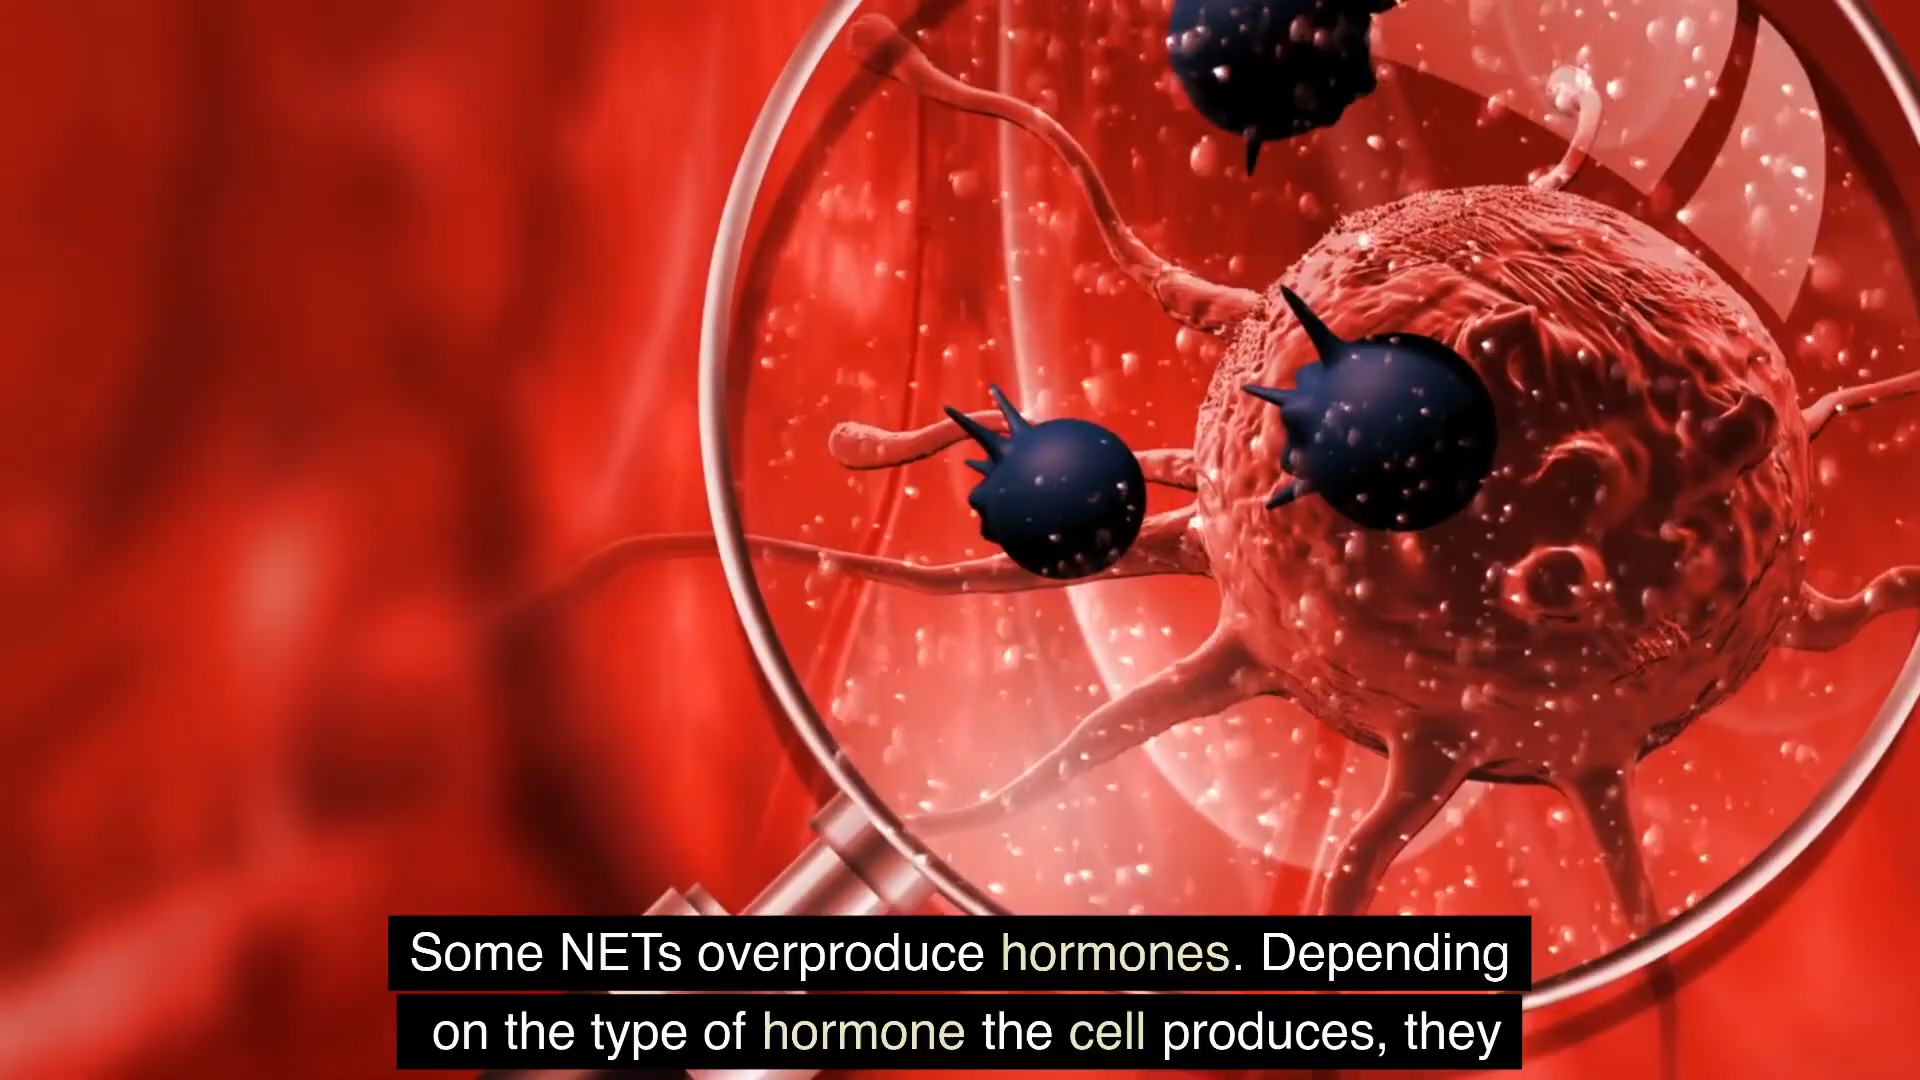 Some NETs overproduce hormones. Depending
on the type of hormone the cell produces, they